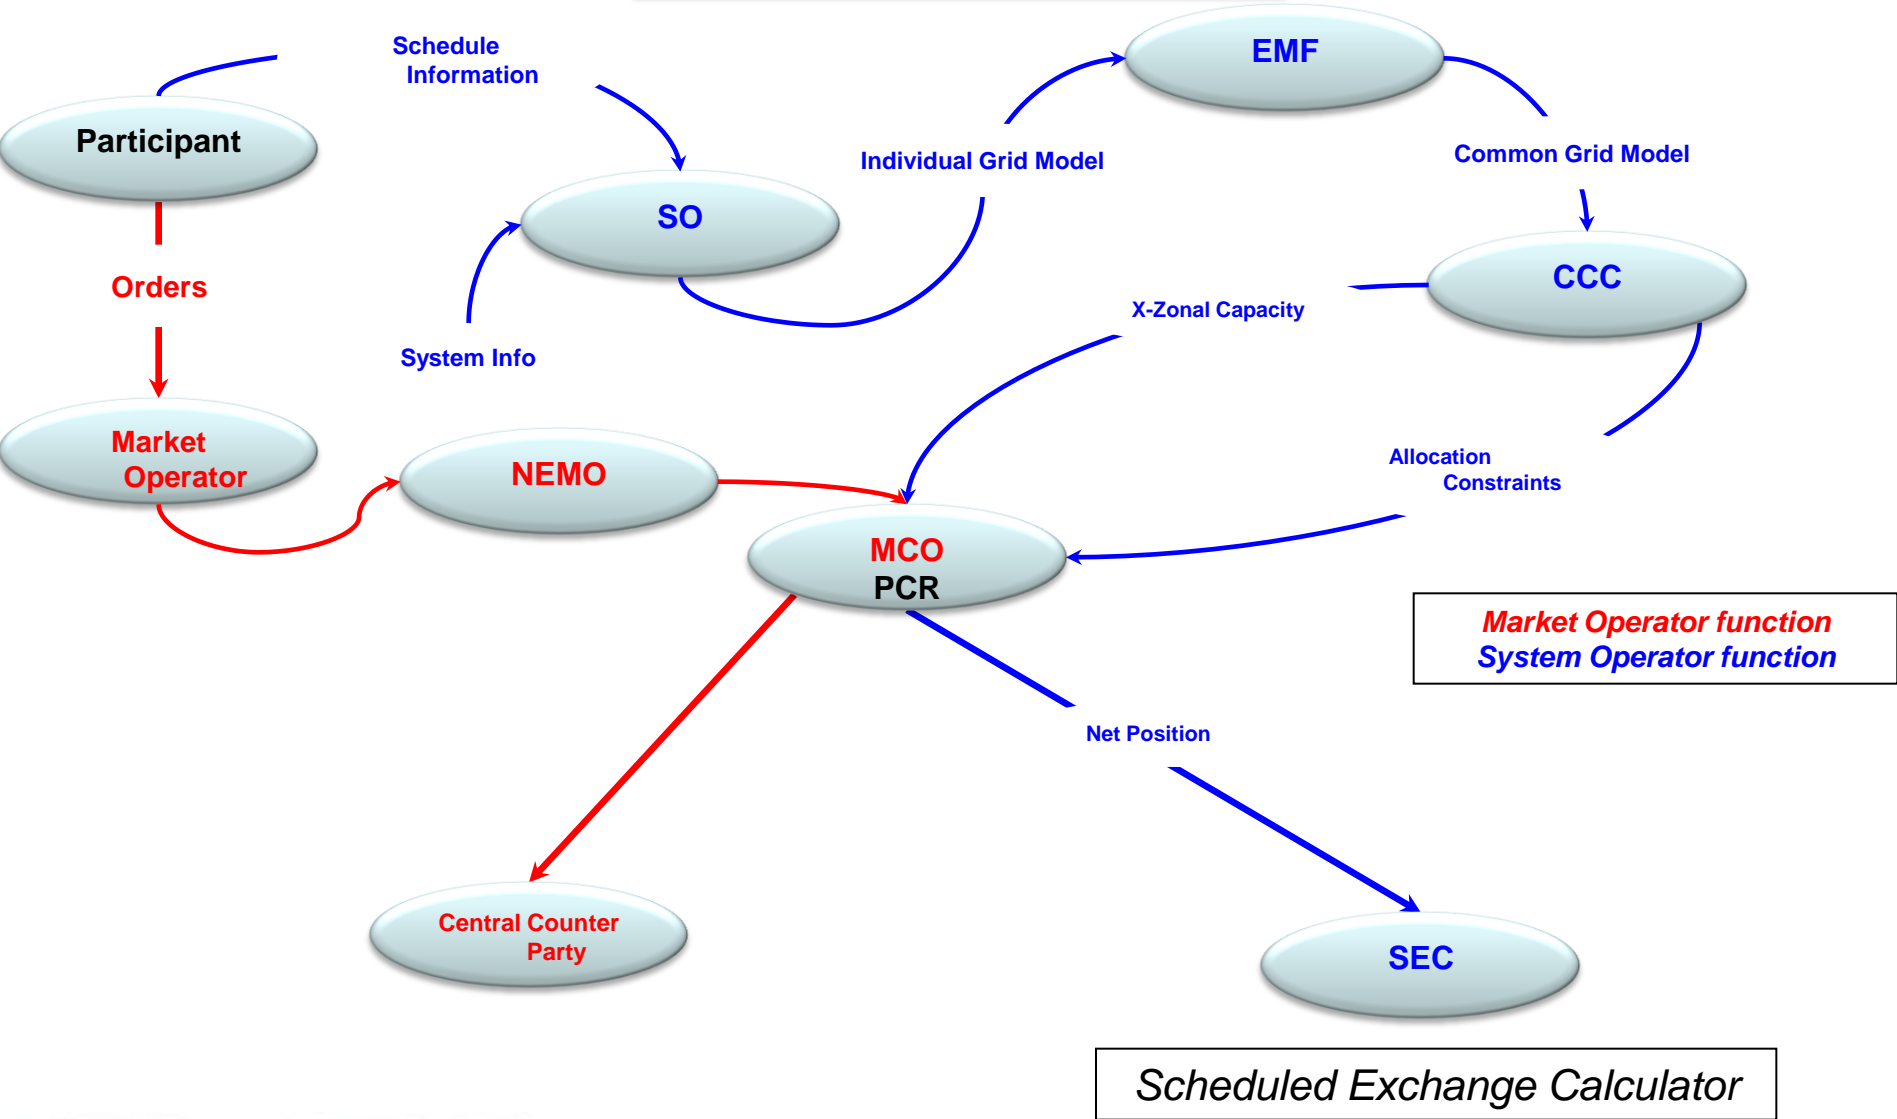 Schedule
Information
EMF
Participant
Individual Grid Model
Common Grid Model
SO
CCC
Orders
X-Zonal Capacity
System Info
Market
Operator
NEMO
Allocation
Constraints
MCO
PCR
Market Operator function
System Operator function
Net Position
Central Counter
Party
SEC
Scheduled Exchange Calculator